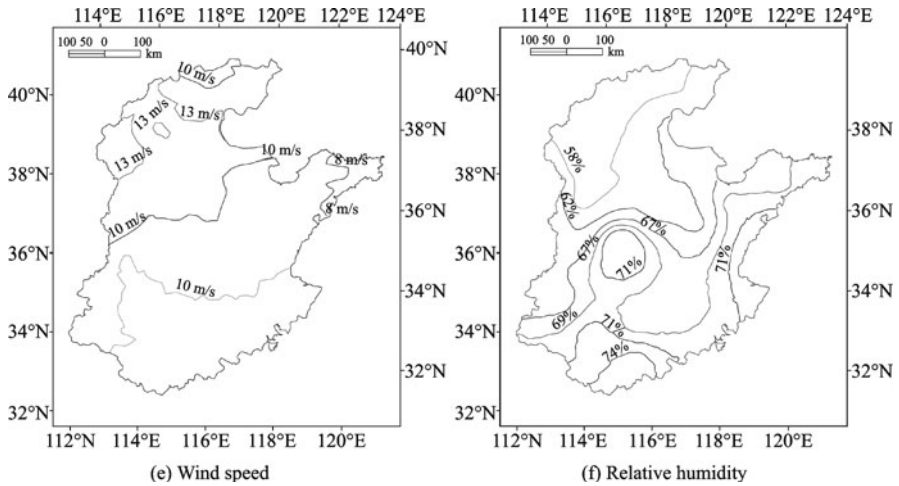 114°E 116°E 118°E 120°E 122°E 124°E
114°E 116°E 118°E 120°E 122°E 124°E
100 50 0 100
km
100 50 0 100
km
40°N
40°N
40°N
40°N
38°N
38°N
38°N
38°N
36°N
36°N
36°N
36°N
34°N
34°N
34°N
34°N
32°N
32°N
32°N
32°N
10 m/s
13 m/s
13 m/s
13 m/s
10 m/s
8 m/s
8 m/s
10 m/s
10 m/s
58%
62%
67%
67%
71%
71%
69%
71%
74%
112°E 114°E 116°E 118°E 120°E
112°E 114°E 116°E 118°E 120°E
(e) Wind speed
(f) Relative humidity